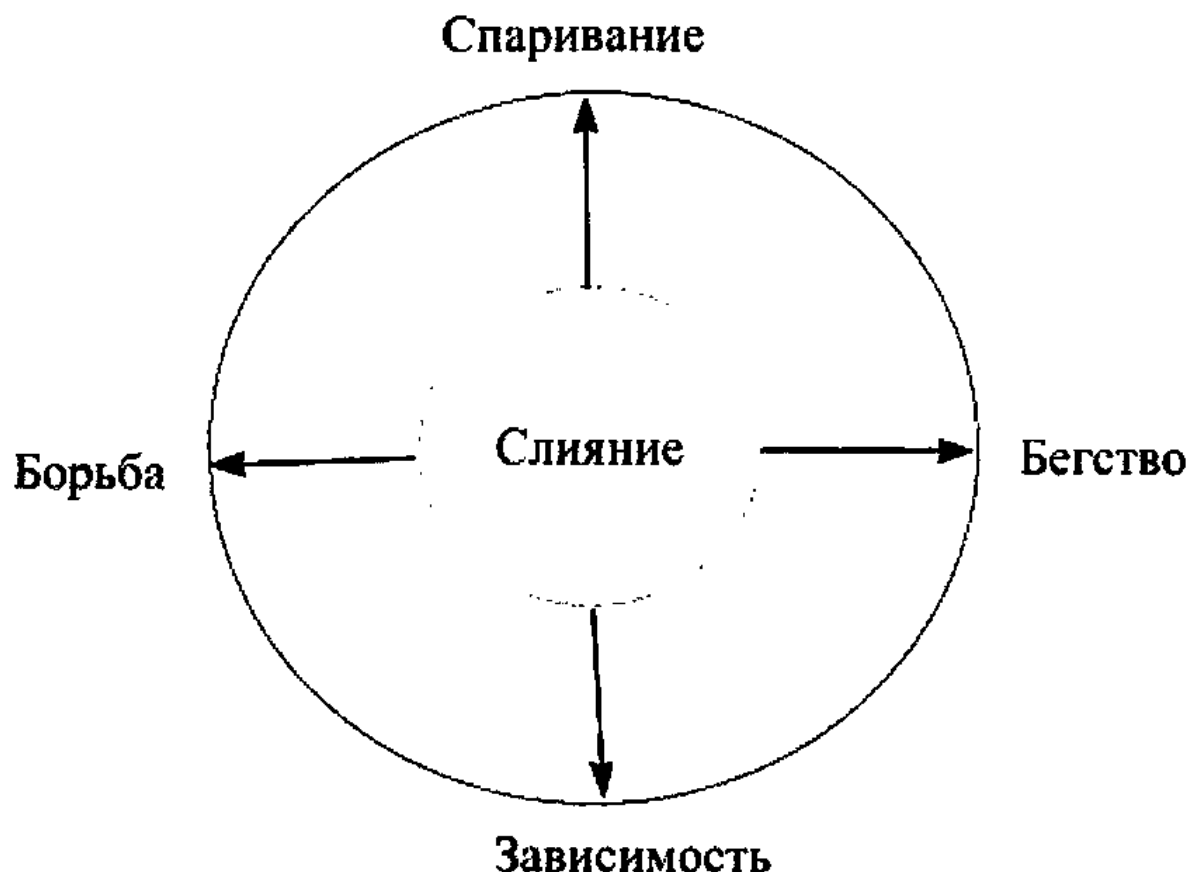 Спаривание
Борьба
Слияние
Бегство
Зависимость